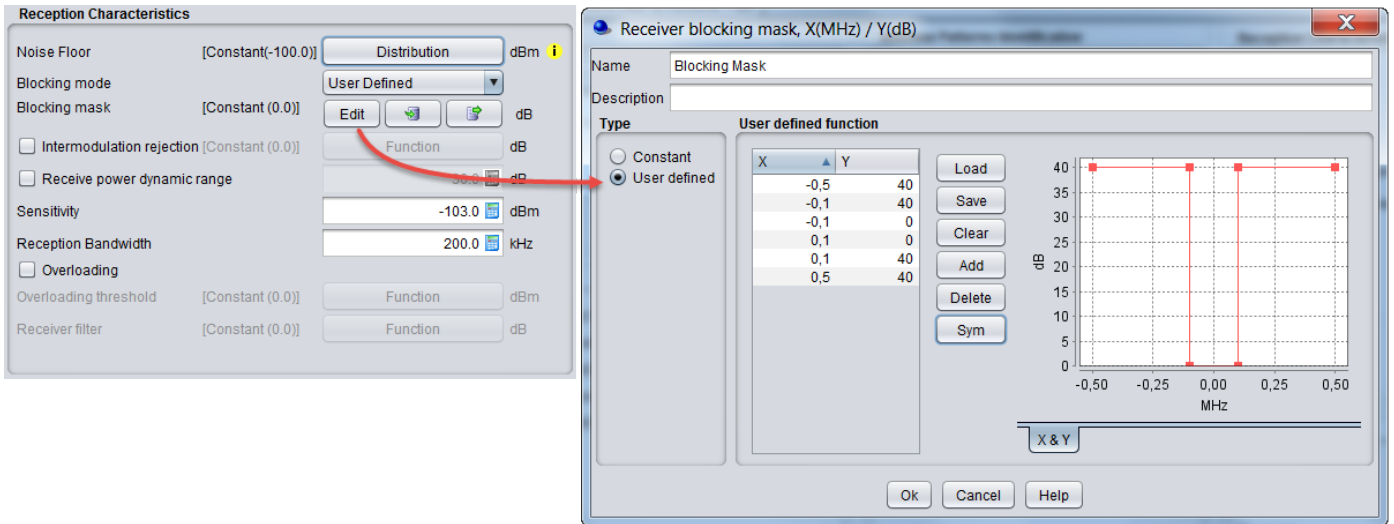 Reception Characteristics
Noise Floor [Constant(-100.0)] Distribution dBm i
Blocking mode User Defined
Blocking mask [Constant (0.0)] Edit dB
Intermodulation rejection [Constant (0.0)] Function dB
Receive power dynamic range dB
Sensitivity -103.0 dBm
Reception Bandwidth 200.0 kHz
Overloading
Overloading threshold [Constant (0.0)] Function dBm
Receiver filter [Constant (0.0)] Function dB
Receiver blocking mask, X(MHz) / Y(dB)
X
Name Blocking Mask
Description
Type
Constant
User defined
User defined function
X Y
-0,5 40
-0,1 40
-0,1 0
0,1 0
0,1 40
0,5 40
Load
Save
Clear
Add
Delete
Sym
dB
40
35
30
25
20
15
10
5
0
-0,50 -0,25 0,00 0,25 0,50
MHz
X & Y
Ok Cancel Help